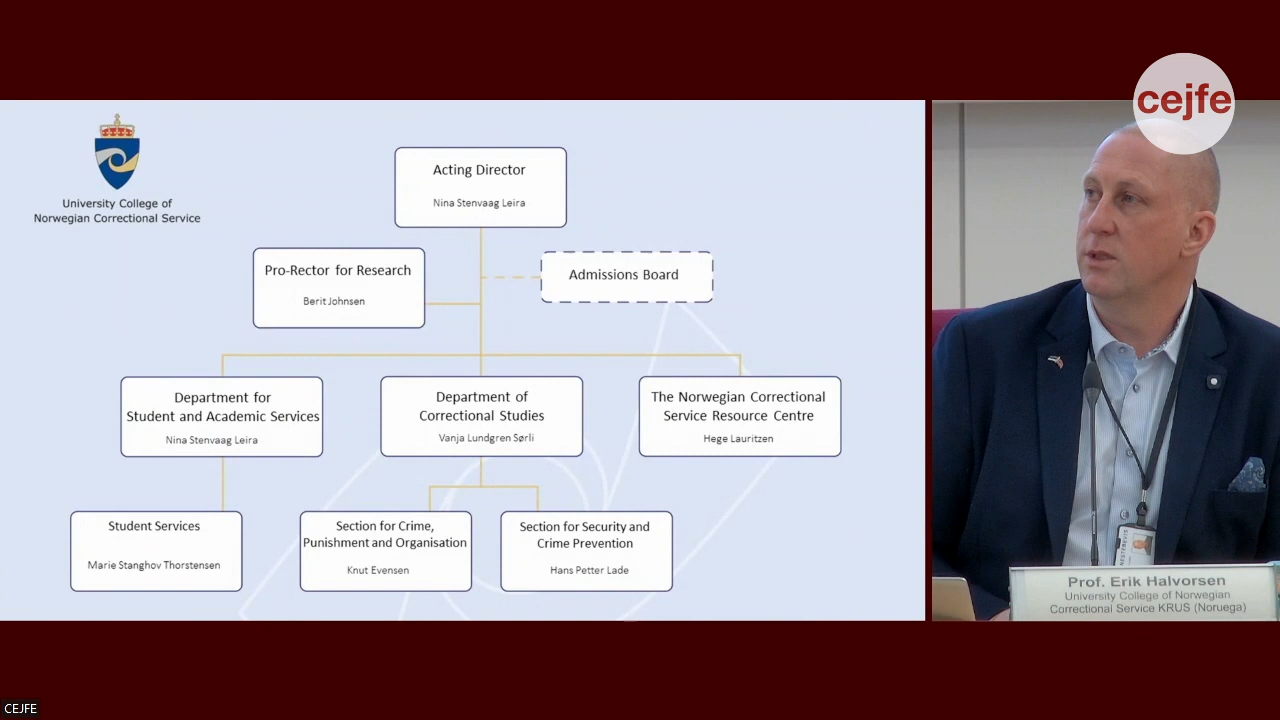 cejfe
University College of
Norwegian Correctional Service
Acting Director
Nina Stenvaag Leira
Pro-Rector for Research
Berit Johnsen
Admissions Board
Department for
Student and Academic Services
Nina Stenvaag Leira
Department of
Correctional Studies
Vanja Lundgren Sørli
The Norwegian Correctional
Service Resource Centre
Hege Lauritzen
Student Services
Marie Stanghov Thorstensen
Section for Crime,
Punishment and Organisation
Knut Evensen
Section for Security and
Crime Prevention
Hans Petter Lade
Prof. Erik Halvorsen
University College of Norwegian
Correctional Service KRUS (Noruega)
CEJFE